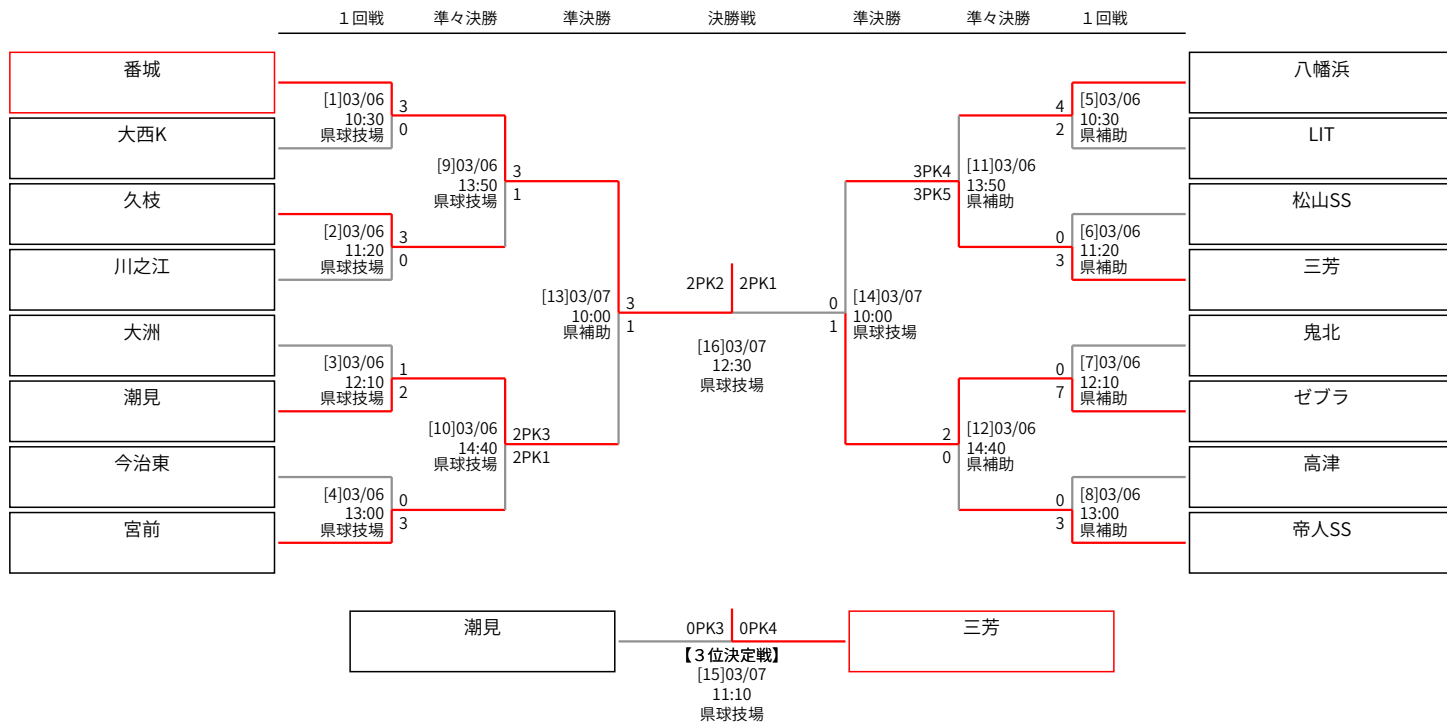 １回戦 準々決勝 準決勝 決勝戦 準決勝 準々決勝 １回戦
番城
大西K
久枝
川之江
大洲
潮見
今治東
宮前
[1]03/06
10:30
県球技場
3
0
[2]03/06
11:20
県球技場
3
0
[3]03/06
12:10
県球技場
1
2
[4]03/06
13:00
県球技場
0
3
[9]03/06
13:50
県球技場
3
1
[10]03/06
14:40
県球技場
2PK3
2PK1
[13]03/07
10:00
県補助
3
1
2PK2 2PK1
[16]03/07
12:30
県球技場
0
1
[14]03/07
10:00
県球技場
3PK4
3PK5
[11]03/06
13:50
県補助
2
0
[12]03/06
14:40
県補助
4
2
[5]03/06
10:30
県補助
0
3
[6]03/06
11:20
県補助
0
7
[7]03/06
12:10
県補助
0
3
[8]03/06
13:00
県補助
八幡浜
LIT
松山SS
三芳
鬼北
ゼブラ
高津
帝人SS
潮見 0PK3 0PK4 三芳
【３位決定戦】
[15]03/07
11:10
県球技場